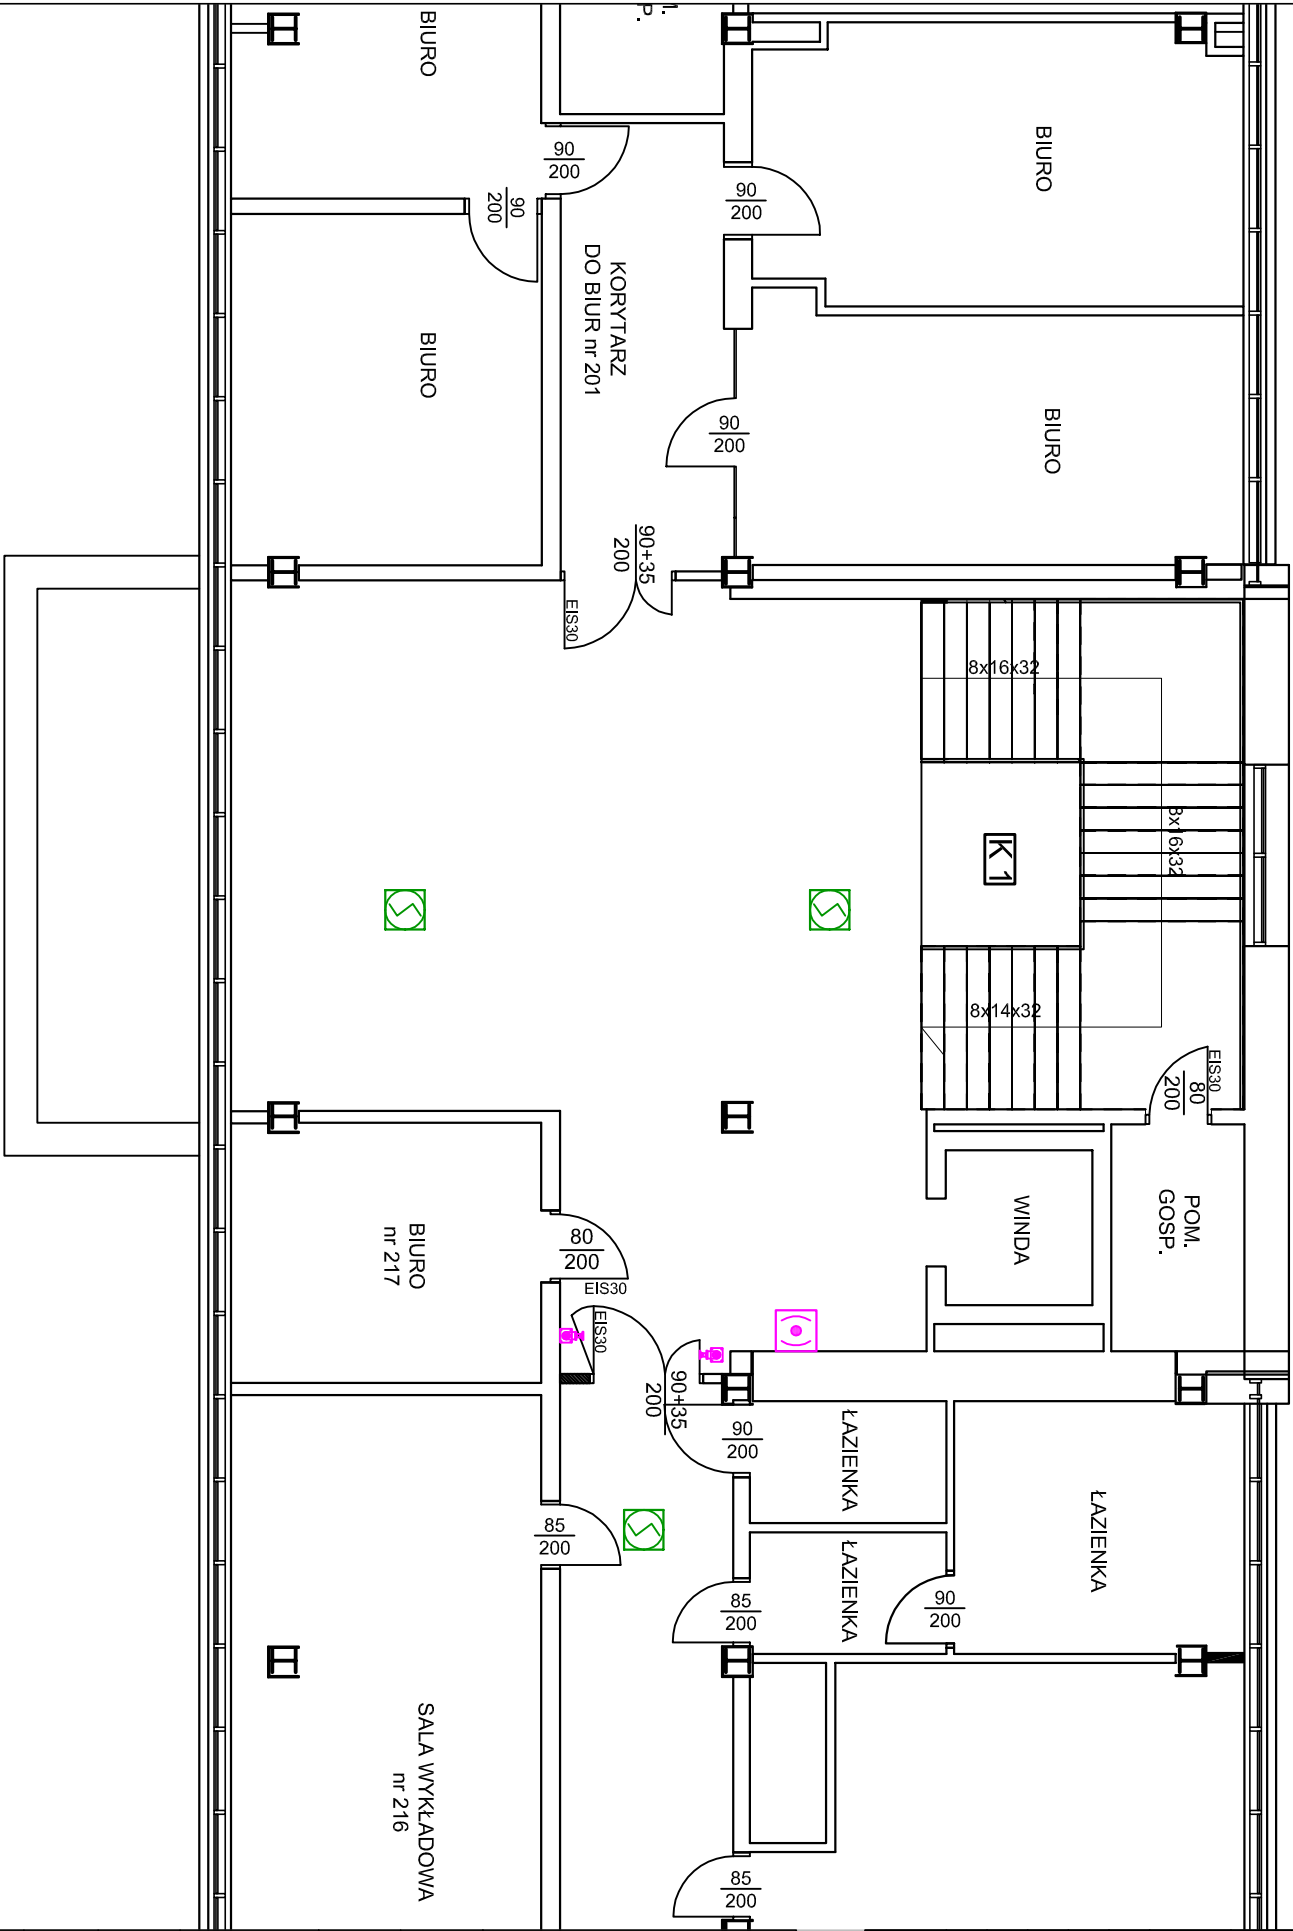 BIURO
P.
BIURO
90
200
90
200
90
200
KORYTARZ
DO BIUR nr 201
BIURO
BIURO
90
200
90+35
200
EIS30
8x16x32
8x16x32
K 1
8x14x32
EIS30
80
200
POM.
GOSP.
WINDA
BIURO
nr 217
80
200
EIS30
EIS30
90+35
200
90
200
ŁAZIENKA
ŁAZIENKA
ŁAZIENKA
85
200
85
200
90
200
SALA WYKŁADOWA
nr 216
85
200